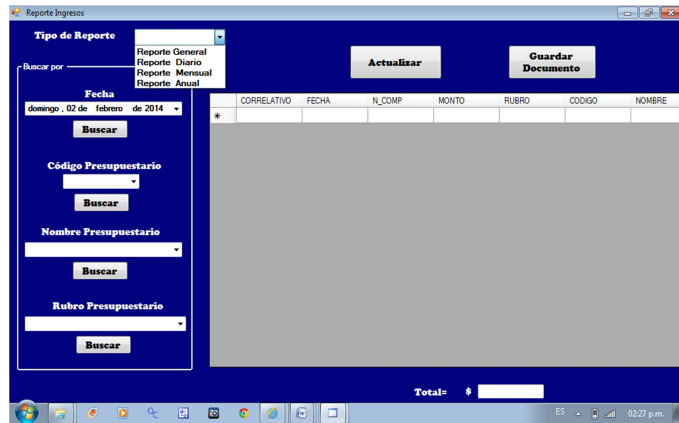 Reporte Ingresos
Tipo de Reporte
Reporte General
Reporte Diario
Reporte Mensual
Reporte Anual
Actualizar
Guardar
Documento
Buscar por
Fecha
domingo , 02 de febrero de 2014
Buscar
Código Presupuestario
Buscar
Nombre Presupuestario
Buscar
Rubro Presupuestario
Buscar
CORRELATIVO FECHA N_COMP MONTO RUBRO CODIGO NOMBRE
Total= $
ES 02:27 p.m.